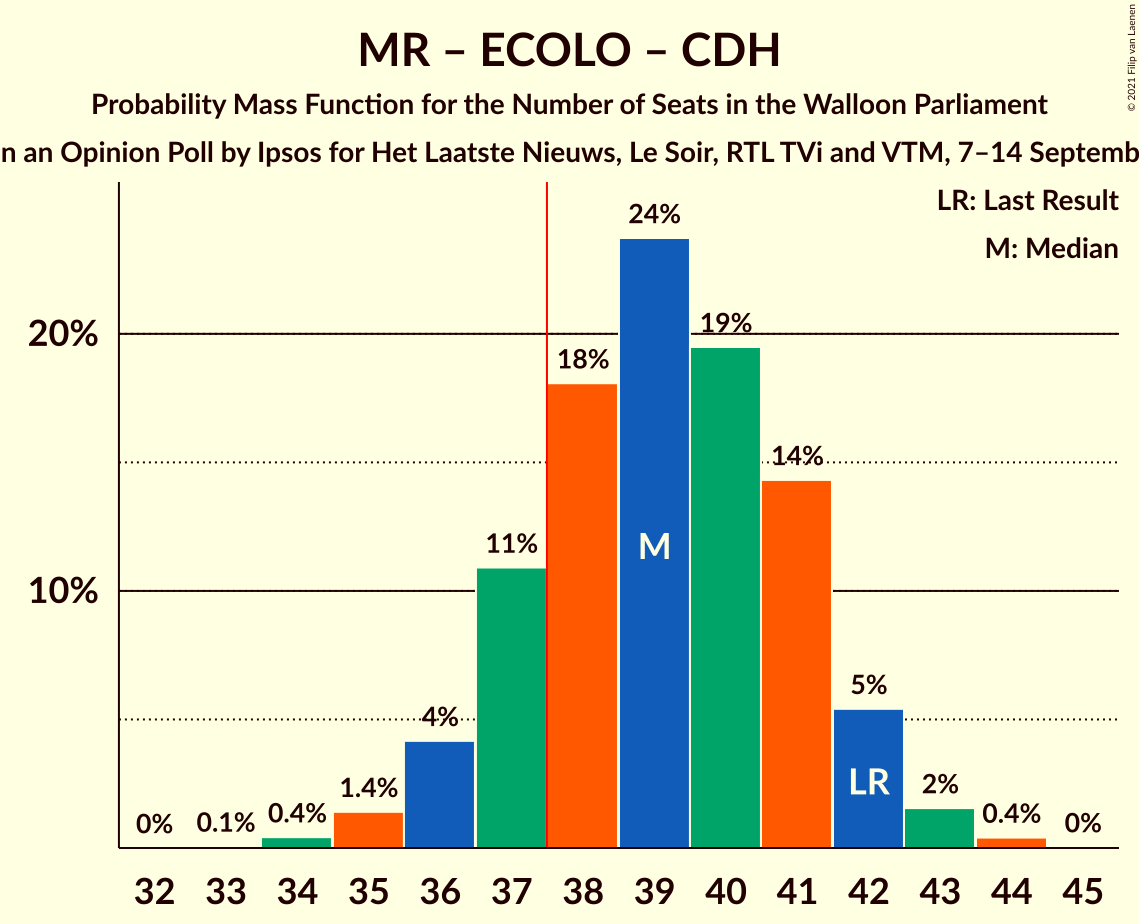 MR – ECOLO – CDH
Probability Mass Function for the Number of Seats in the Walloon Parliament
an Opinion Poll by Ipsos for Het Laatste Nieuws, Le Soir, RTL TVi and VTM, 7–14
© 2021 Filip van Laenen
LR: Last Result
M: Median
20%
10%
0% 0.1% 0.4% 1.4% 4% 11% 18% 24% 19% 14% 5% 2% 0.4% 0%
M
LR
32 33 34 35 36 37 38 39 40 41 42 43 44 45